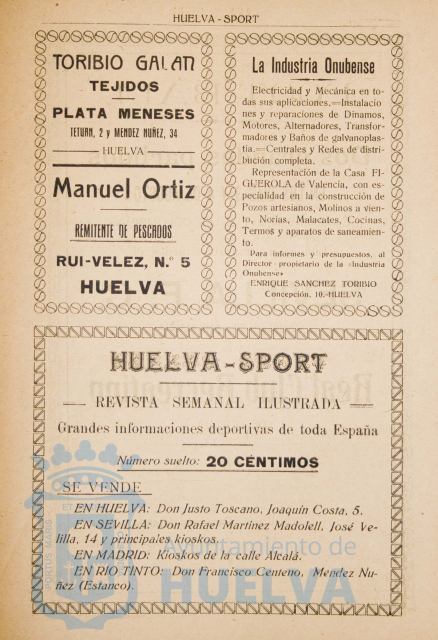 HUELVA - SPORT
TORIBIO GALAN
TEJIDOS
PLATA MENESES
TETUAN, 2 y MENDEZ NUÑEZ, 34
HUELVA
Manuel Ortiz
REMITENTE DE PESCADOS
RUI-VELEZ, N.º 5
HUELVA
La Industria Onubense
Electricidad y Mecánica en to-
das sus aplicaciones.=Instalacio
nes y reparaciones de Dinamos,
Motores, Alternadores, Transfor-
madores y Baños de galvanoplas-
tia.=Centrales y Redes de distri-
bución completa.
Representación de la Casa FI-
GUEROLA de Valencia, con es-
pecialidad en la construcción de
Pozos artesianos, Molinos a vien-
to, Norias, Malacates, Cocinas,
Termos y aparatos de saneamien-
to.
Para informes y presupuestos, al
Director propietario de la «Industria
Onubense»
ENRIQUE SANCHEZ TORIBIO
Concepción, 10.-HUELVA
HUELVA-SPORT
REVISTA SEMANAL ILUSTRADA
Grandes informaciones deportivas de toda España
Número suelto: 20 CÉNTIMOS
SE VENDE
EN HUELVA: Don Justo Toscano, Joaquín Costa, 5.
EN SEVILLA: Don Rafael Martínez Madolell, José Ve-
lilla, 14 y principales kioskos.
EN MADRID: Kioskos de la calle Alcalá.
EN RIO TINTO: Don Francisco Centeno, Mendez Nu-
ñez (Estanco).
Ayuntamiento de
HUELVA
PORTUS MARIS
ET